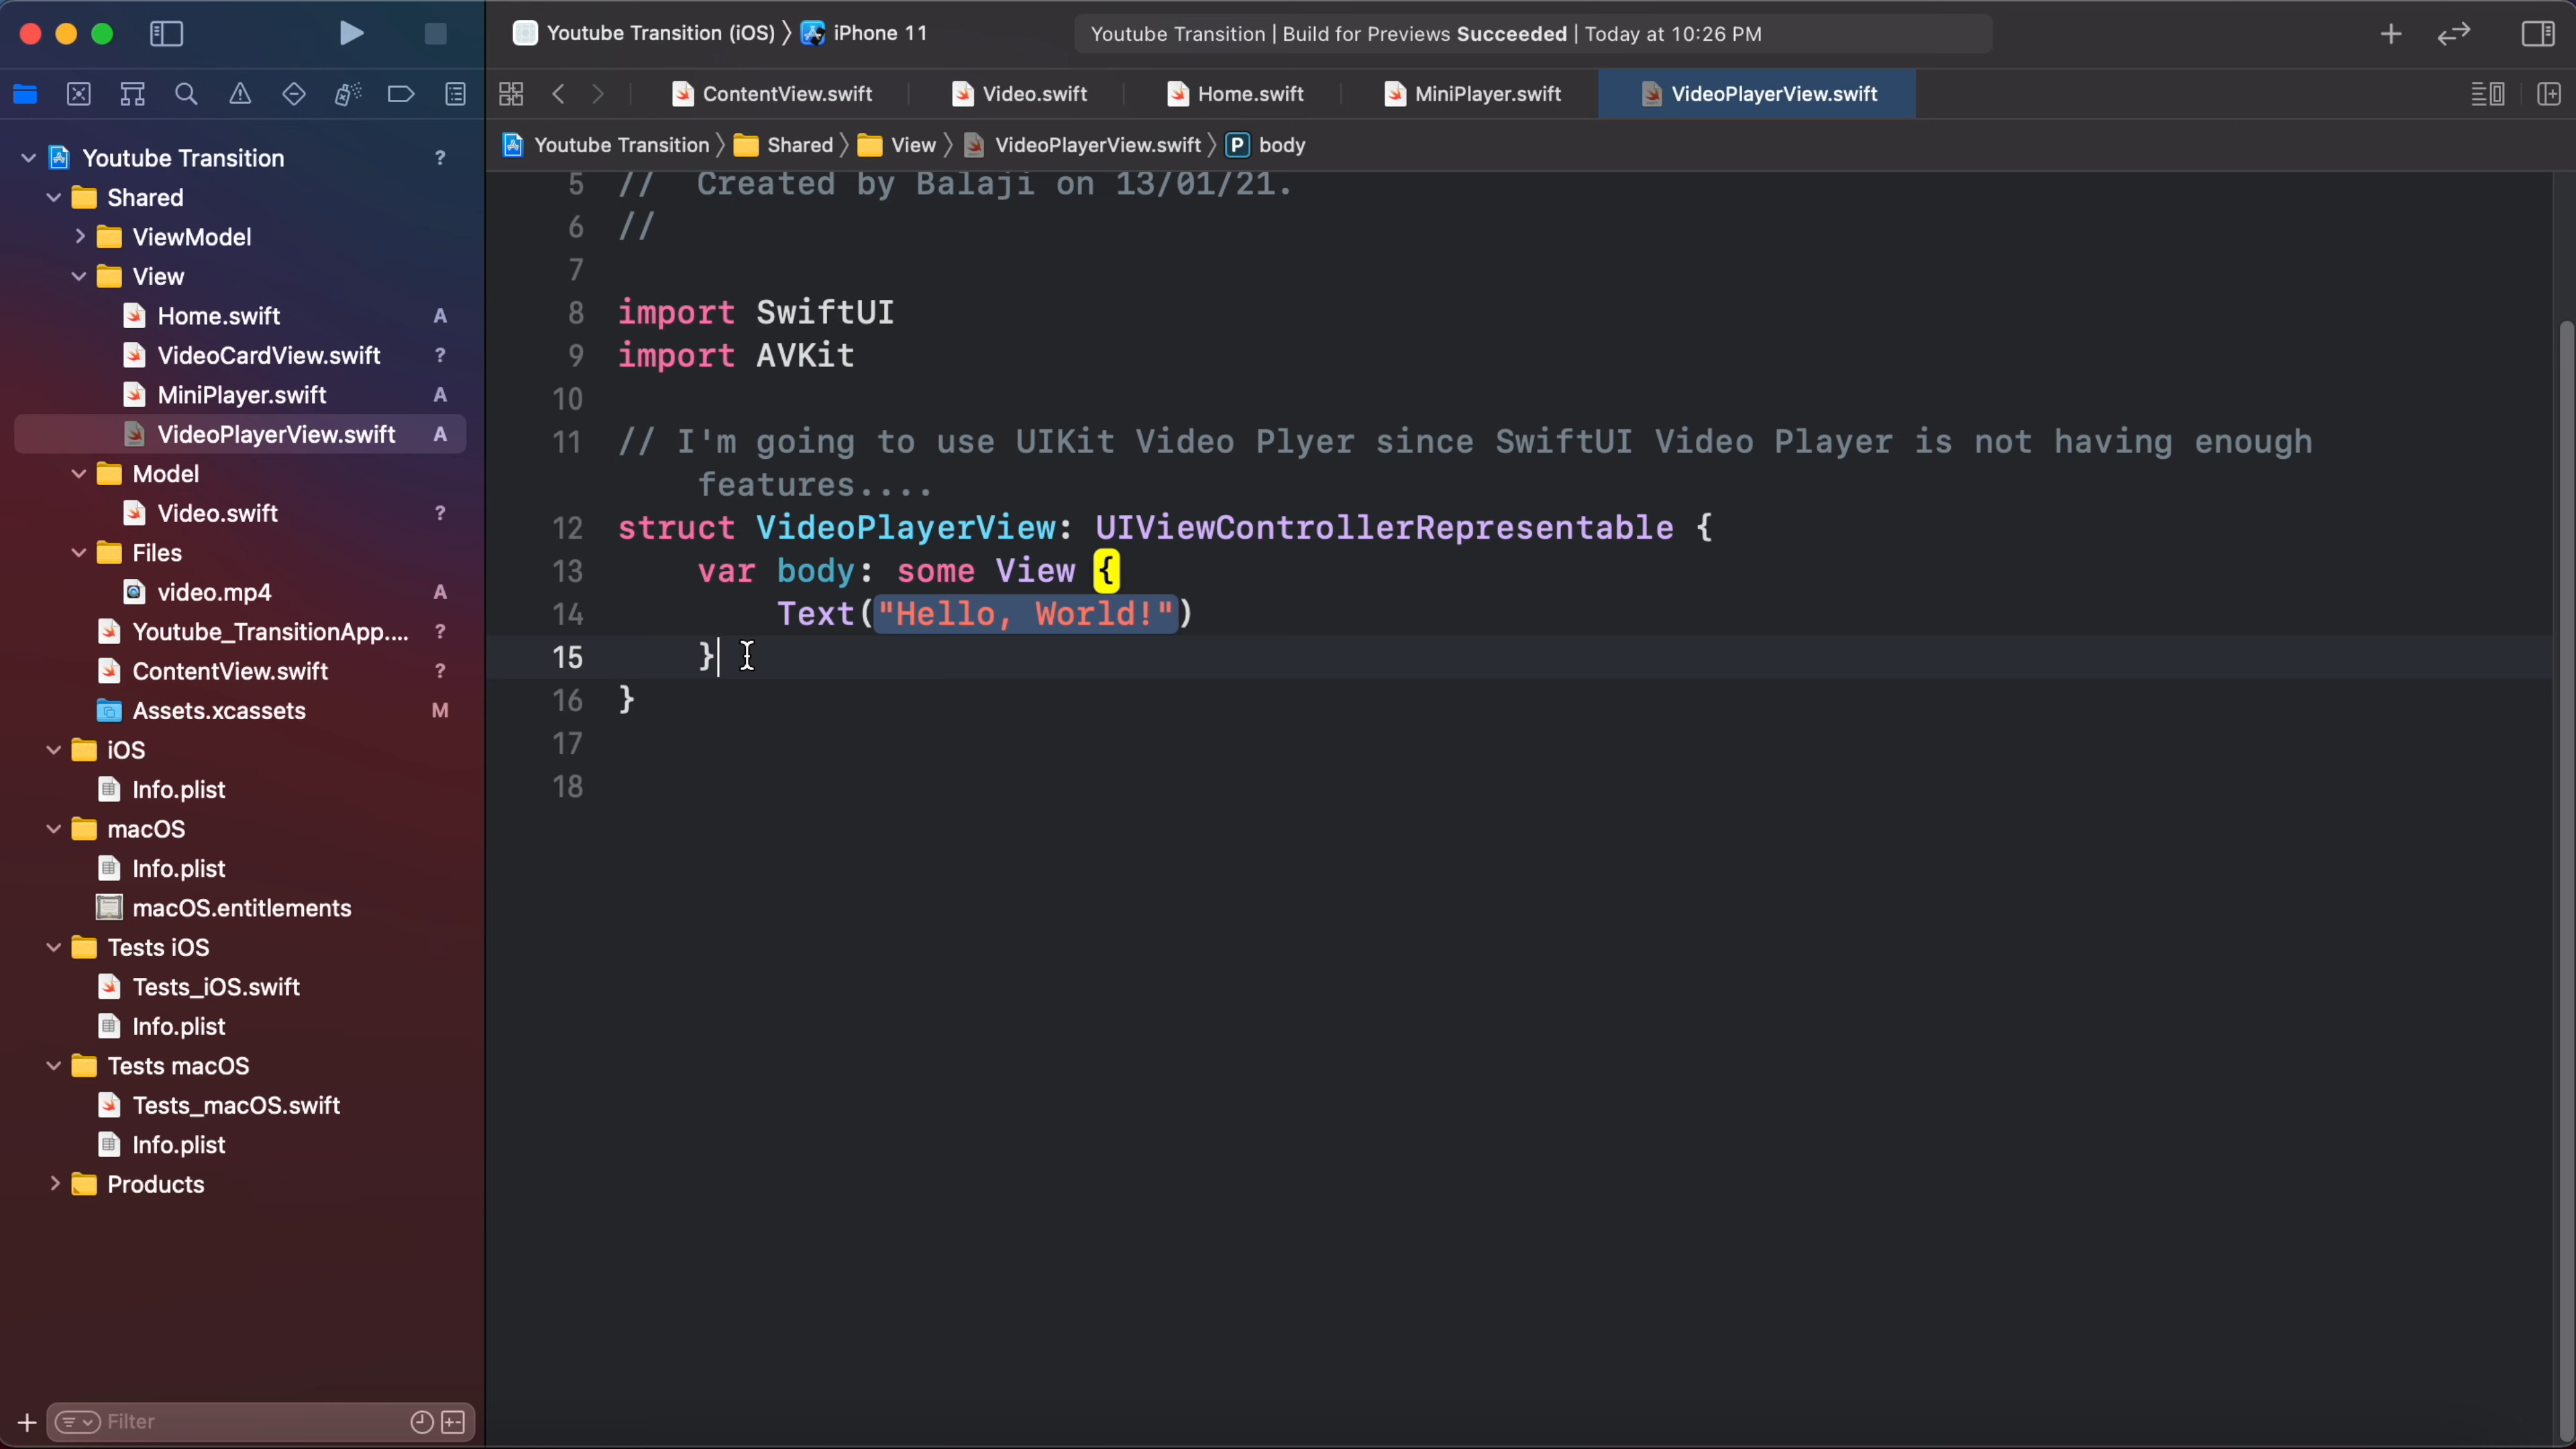 Youtube Transition (iOS) 〉 iPhone 11
Youtube Transition | Build for Previews Succeeded | Today at 10:26 PM
ContentView.swift
Video.swift
Home.swift
MiniPlayer.swift
VideoPlayerView.swift
Youtube Transition 〉 Shared 〉 View 〉 VideoPlayerView.swift 〉 P body
Youtube Transition ?
Shared
ViewModel
View
Home.swift A
VideoCardView.swift ?
MiniPlayer.swift A
VideoPlayerView.swift A
Model
Video.swift ?
Files
video.mp4 A
Youtube_TransitionApp.... ?
ContentView.swift ?
Assets.xcassets M
iOS
Info.plist
macOS
Info.plist
macOS.entitlements
Tests iOS
Tests_iOS.swift
Info.plist
Tests macOS
Tests_macOS.swift
Info.plist
Products
Filter
5 //  Created by Balaji on 13/01/21.
6 //
7
8 import SwiftUI
9 import AVKit
10
11 // I'm going to use UIKit Video Plyer since SwiftUI Video Player is not having enough
features....
12 struct VideoPlayerView: UIViewControllerRepresentable {
13     var body: some View {
14         Text("Hello, World!")
15     }
16 }
17
18